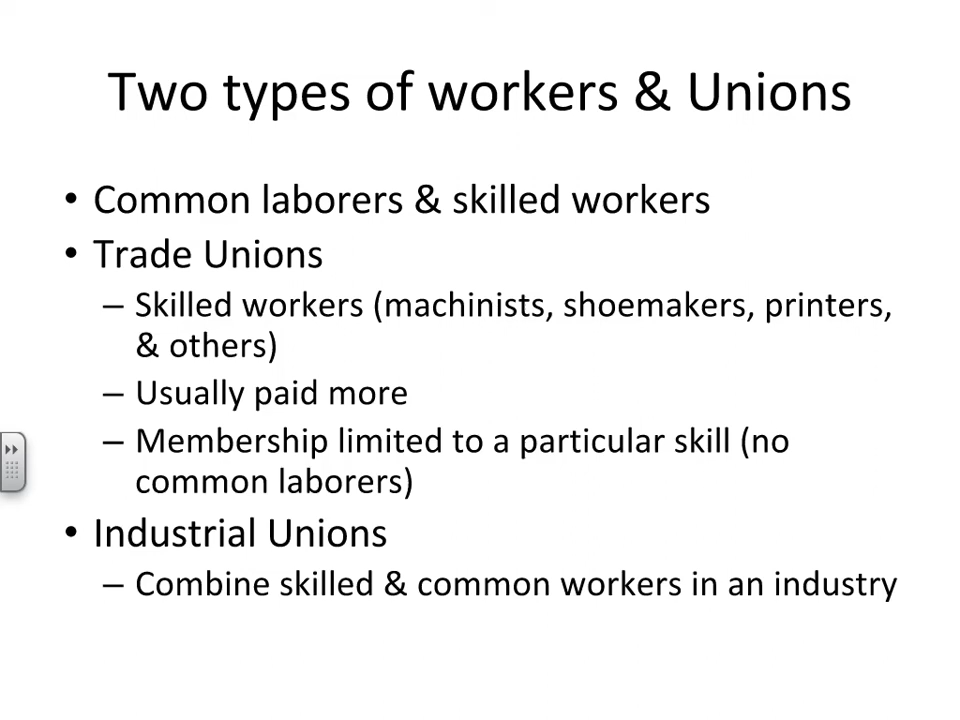 Two types of workers & Unions
• Common laborers & skilled workers
• Trade Unions
– Skilled workers (machinists, shoemakers, printers,
& others)
– Usually paid more
– Membership limited to a particular skill (no
common laborers)
• Industrial Unions
– Combine skilled & common workers in an industry